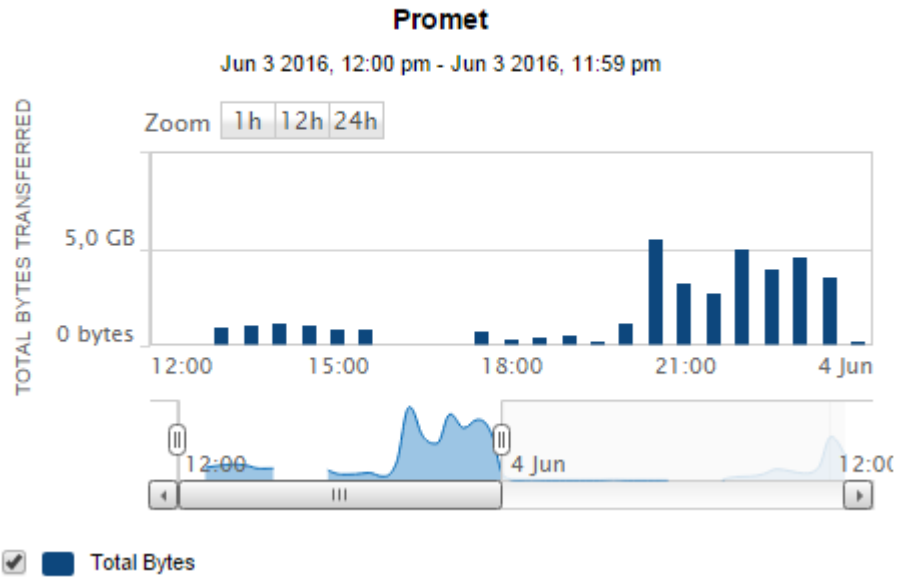 Promet
Jun 3 2016, 12:00 pm - Jun 3 2016, 11:59 pm
Zoom 1h 12h 24h
TOTAL BYTES TRANSFERRED
5,0 GB
0 bytes
12:00 15:00 18:00 21:00 4 Jun
12:00 4 Jun 12:0
Total Bytes